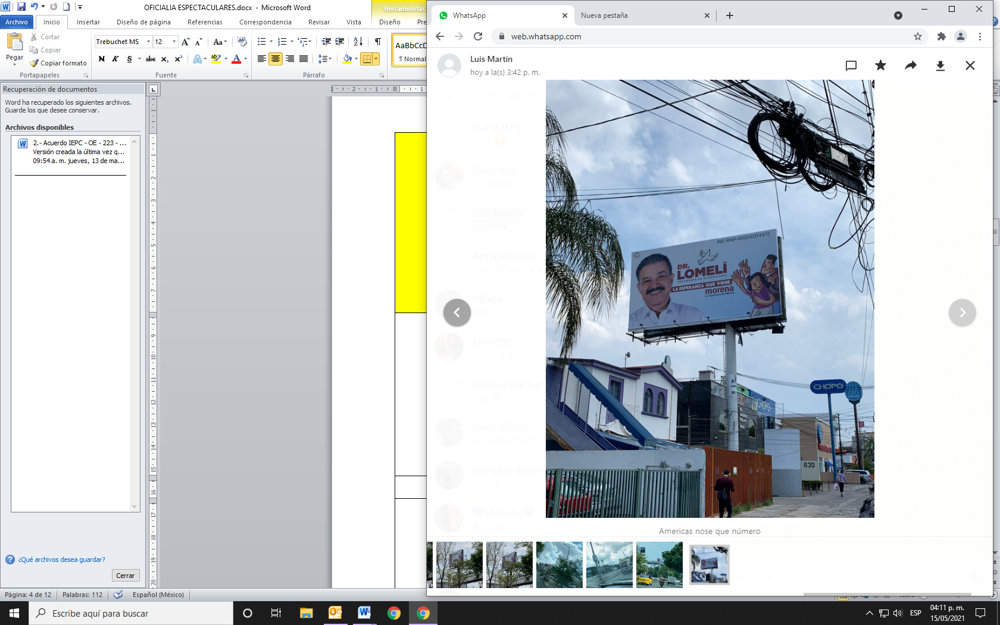 OFICIALIA ESPECTACULARES.docx - Microsoft Word
Herramientas
Archivo
Inicio
Insertar
Diseño de página
Referencias
Correspondencia
Revisar
Vista
Diseño
Pegar
Cortar
Copiar
Copiar formato
Portapapeles
Trebuchet MS
12
Fuente
Párrafo
AaBbCcD
¶ Normal
Recuperación de documentos
Word ha recuperado los siguientes archivos.
Guarde los que desee conservar.
Archivos disponibles
2.- Acuerdo IEPC - OE - 223 - ...
Versión creada la última vez q...
09:54 a. m. jueves, 13 de ma...
¿Qué archivos desea guardar?
Cerrar
Página: 4 de 12
Palabras: 112
Español (México)
WhatsApp
Nueva pestaña
web.whatsapp.com
Luis Martín
hoy a la(s) 3:42 p. m.
Ileana IEPC
Cielo Iepc
Luis Martín
La última
Armando Iepc
Mireya
Foto
Elisa IEPC
Vecinos sta mar
Jordy Oficial
Francisco Buen
Michelin
Sticker
INE-RNP-000000374372
DR.
LOMELÍ
PRESIDENTE DE GUADALAJARA
LA ESPERANZA QUE VIENE
morena
La esperanza de México
CHOPO
CHOPO
630
Americas nose que número
Escribe aquí para buscar
ESP
04:11 p. m.
15/05/2021